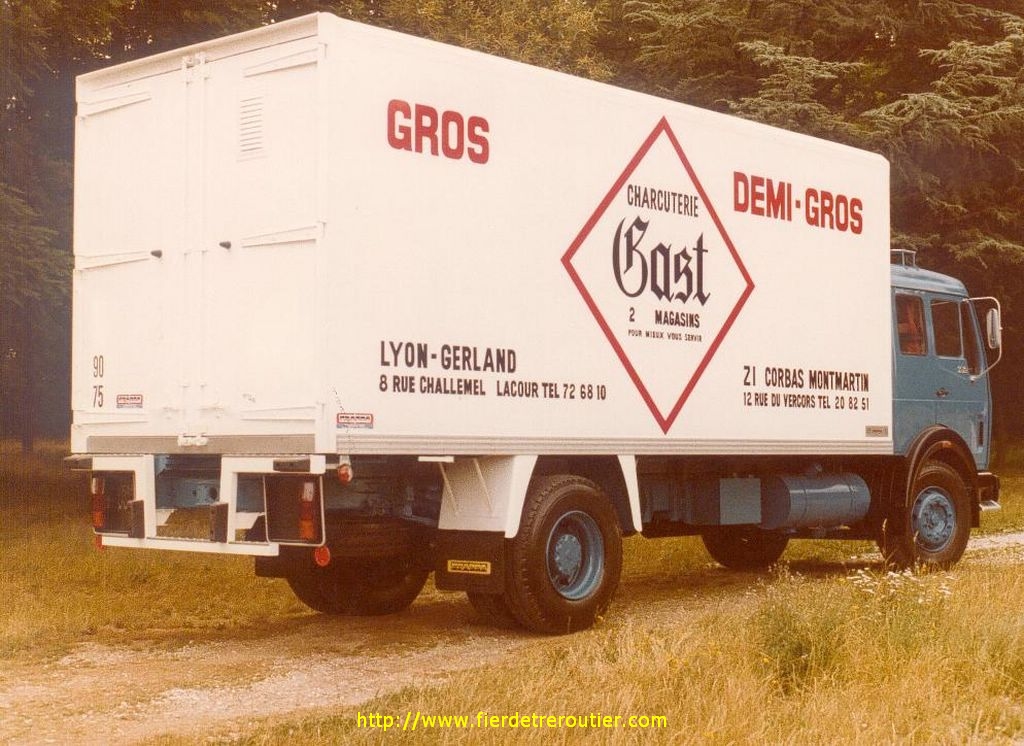 GROS
DEMI-GROS
CHARCUTERIE
Gast
2 MAGASINS
POUR MIEUX VOUS SERVIR
LYON-GERLAND
8 RUE CHALLEMEL LACOUR TEL 72 68 10
ZI CORBAS MONTMARTIN
12 RUE DU VERCORS TEL 20 82 51
90
75
http://www.fierdetreroutier.com